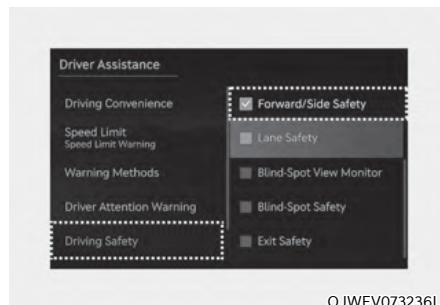 Driver Assistance
Driving Convenience
Forward/Side Safety
Speed Limit
Speed Limit Warning
Lane Safety
Warning Methods
Blind-Spot View Monitor
Driver Attention Warning
Blind-Spot Safety
Driving Safety
Exit Safety
OJWEV073236L